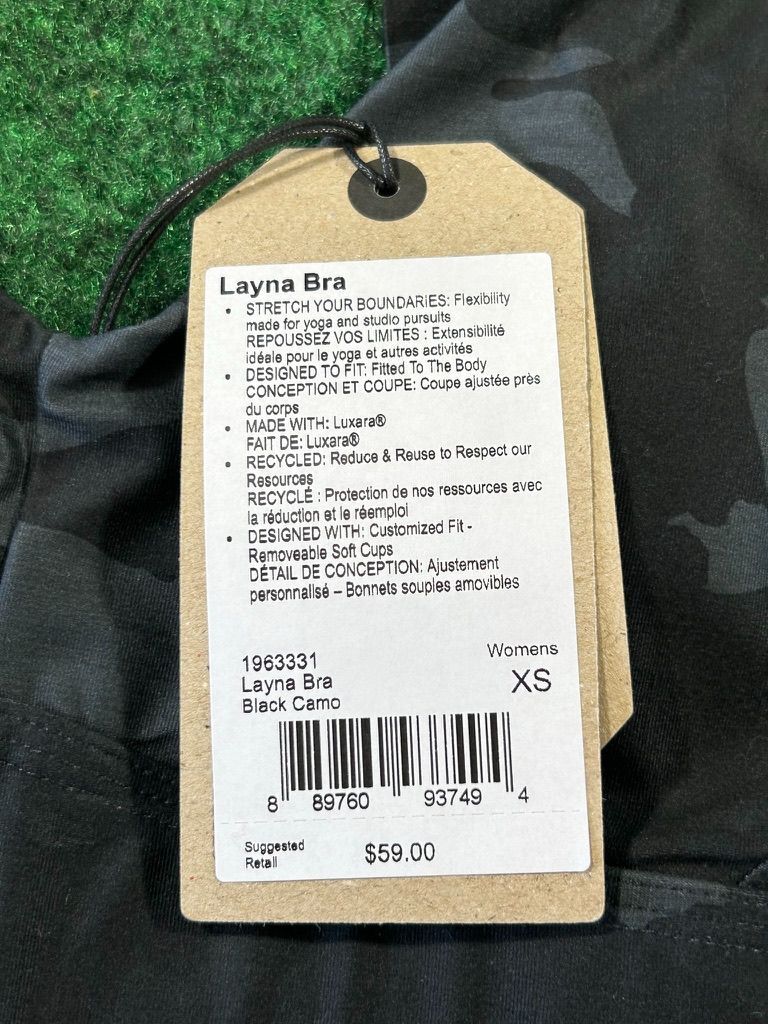 Layna Bra
• STRETCH YOUR BOUNDARiES: Flexibility
made for yoga and studio pursuits
REPOUSSEZ VOS LIMITES : Extensibilité
idéale pour le yoga et autres activités
• DESIGNED TO FIT: Fitted To The Body
CONCEPTION ET COUPE: Coupe ajustée près
du corps
• MADE WITH: Luxara®
FAIT DE: Luxara®
• RECYCLED: Reduce & Reuse to Respect our
Resources
RECYCLÉ : Protection de nos ressources avec
la réduction et le réemploi
• DESIGNED WITH: Customized Fit -
Removeable Soft Cups
DÉTAIL DE CONCEPTION: Ajustement
personnalisé – Bonnets souples amovibles
1963331
Layna Bra
Black Camo
Womens
XS
8 89760 93749 4
Suggested
Retail
$59.00